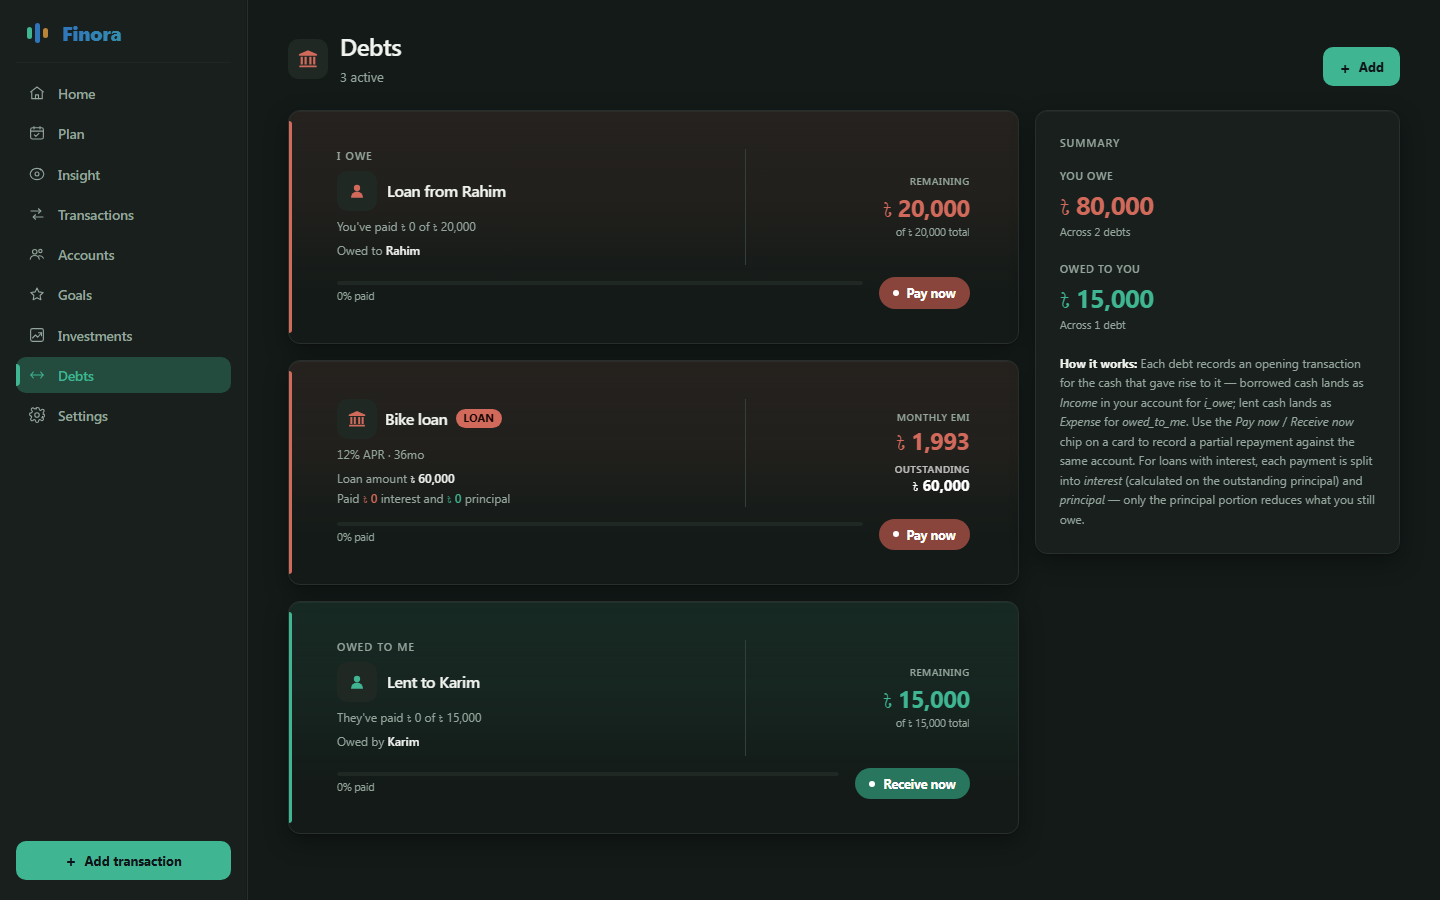 Finora
Home
Plan
Insight
Transactions
Accounts
Goals
Investments
Debts
Settings
+ Add transaction
Debts
3 active
+ Add
I OWE
Loan from Rahim
You've paid ৳ 0 of ৳ 20,000
Owed to Rahim
0% paid
REMAINING
৳ 20,000
of ৳ 20,000 total
Pay now
Bike loan LOAN
12% APR · 36mo
Loan amount ৳ 60,000
Paid ৳ 0 interest and ৳ 0 principal
0% paid
MONTHLY EMI
৳ 1,993
OUTSTANDING
৳ 60,000
Pay now
OWED TO ME
Lent to Karim
They've paid ৳ 0 of ৳ 15,000
Owed by Karim
0% paid
REMAINING
৳ 15,000
of ৳ 15,000 total
Receive now
SUMMARY
YOU OWE
৳ 80,000
Across 2 debts
OWED TO YOU
৳ 15,000
Across 1 debt
How it works: Each debt records an opening transaction
for the cash that gave rise to it — borrowed cash lands as
Income in your account for i_owe; lent cash lands as
Expense for owed_to_me. Use the Pay now / Receive now
chip on a card to record a partial repayment against the
same account. For loans with interest, each payment is split
into interest (calculated on the outstanding principal) and
principal — only the principal portion reduces what you still
owe.